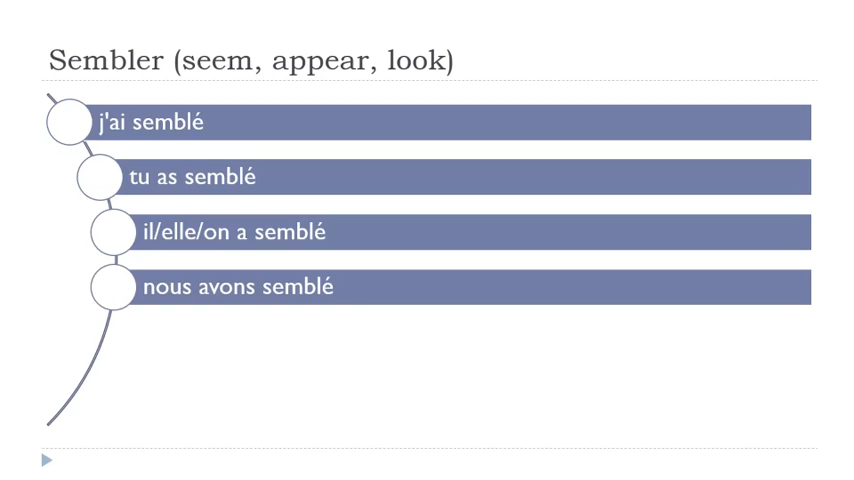 Sembler (seem, appear, look)
j'ai semblé
tu as semblé
il/elle/on a semblé
nous avons semblé